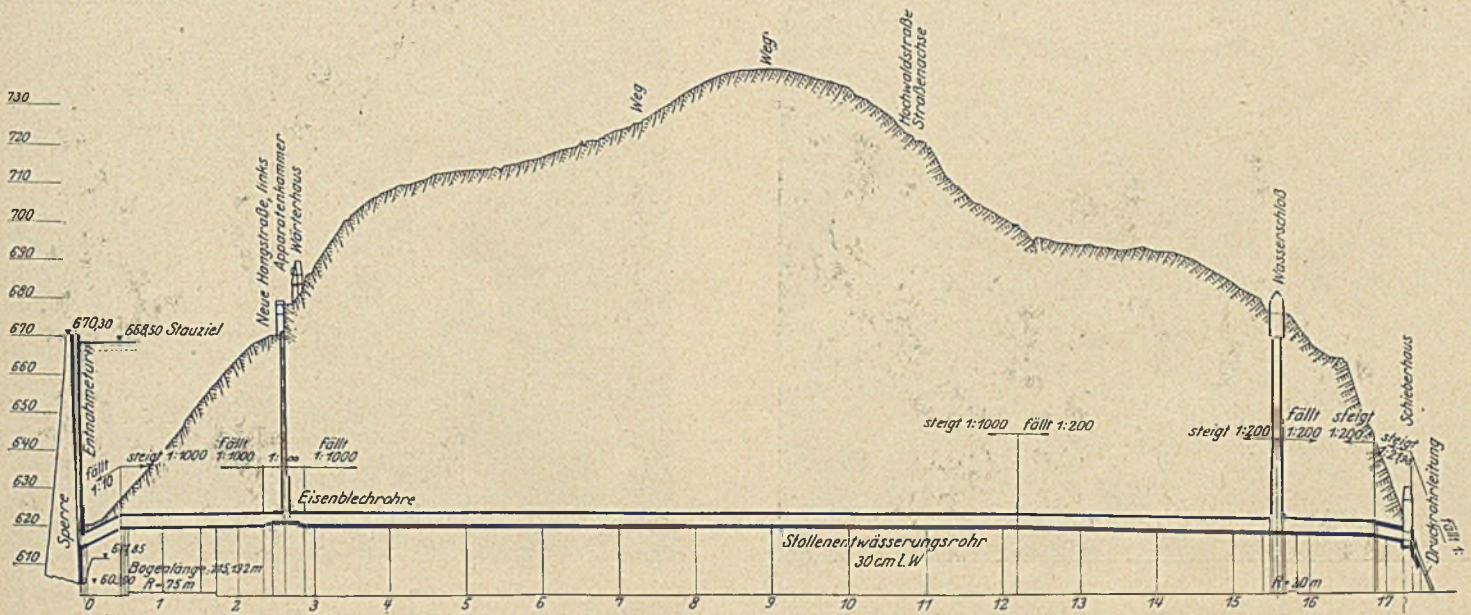 730
720
710
700
690
680
670
660
650
640
630
620
610
670,30
668,50 Stauziel
Sperre
Entnahmeturm
fällt
1:10
steigt 1:1000
fällt
1:1000
fällt
1:1000
Neue Hangstraße, links
Apparatenkammer
Wärterhaus
Eisenblechrohre
Weg
Weg
Hochwaldstraße
Straßenachse
steigt 1:1000
fällt 1:200
Stollenentwässerungsrohr
30 cm l.W
Wasserschloß
steigt 1:200
fällt
1:200
steigt
1:200
steigt
Schieberhaus
Druckrohrleitung
fällt 1:
Bogenlänge
R=75 m
0 1 2 3 4 5 6 7 8 9 10 11 12 13 14 15 16 17